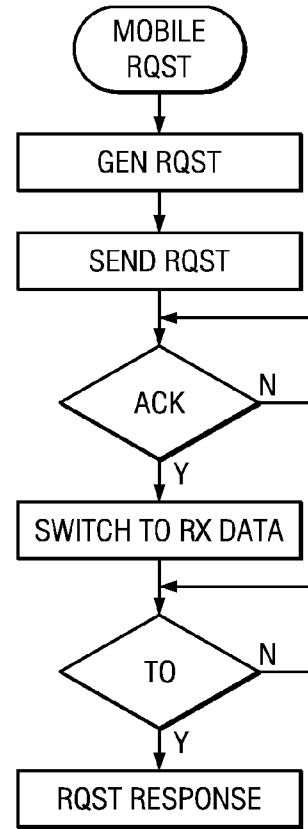 MOBILE
RQST
GEN RQST
SEND RQST
ACK
N
Y
SWITCH TO RX DATA
TO
N
Y
RQST RESPONSE